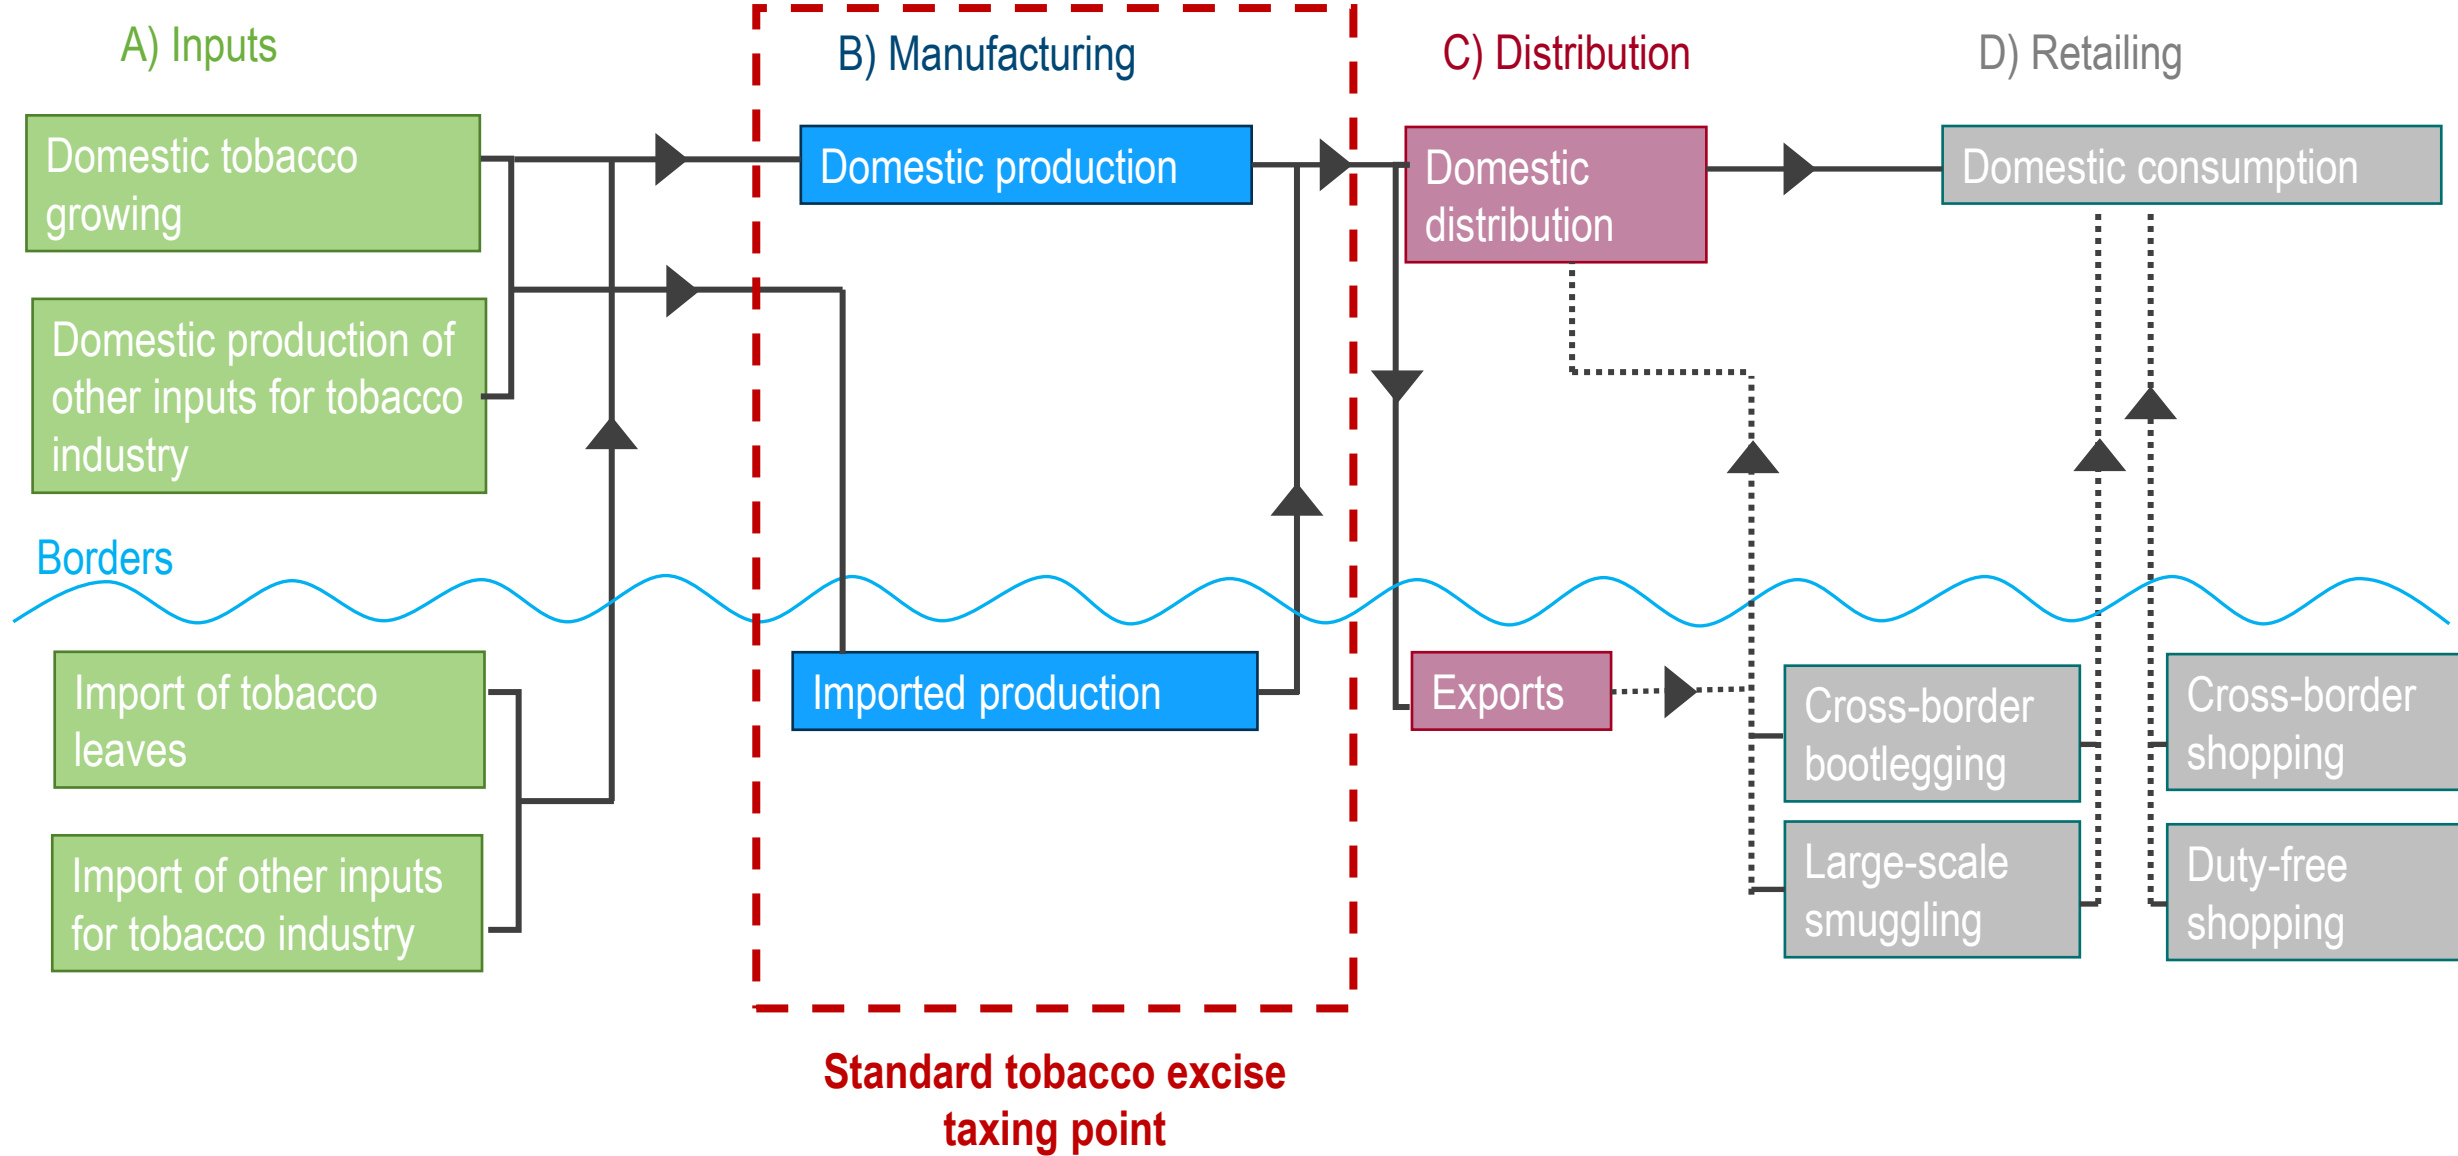 A) Inputs
B) Manufacturing
C) Distribution
D) Retailing
Domestic tobacco
growing
Domestic production
Domestic
distribution
Domestic consumption
Domestic production of
other inputs for tobacco
industry
Borders
Import of tobacco
leaves
Imported production
Exports
Cross-border
bootlegging
Cross-border
shopping
Import of other inputs
for tobacco industry
Large-scale
smuggling
Duty-free
shopping
Standard tobacco excise
taxing point